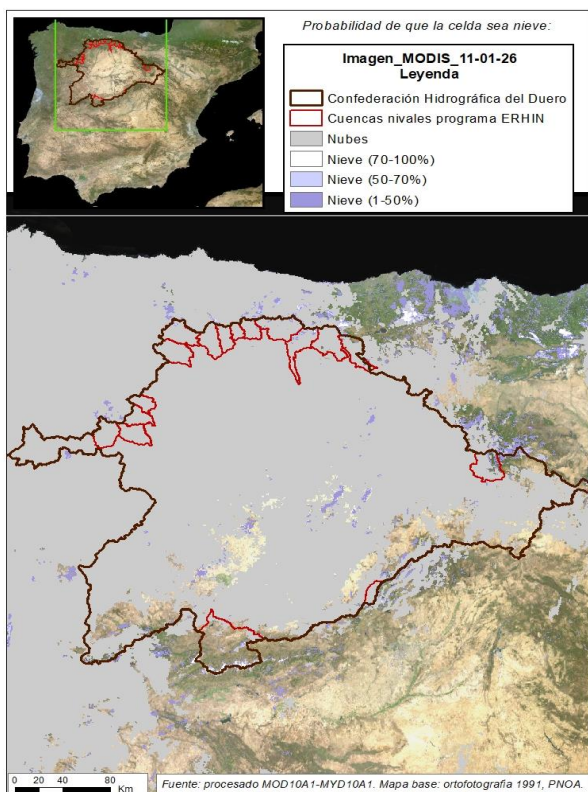 Probabilidad de que la celda sea nieve:
Imagen_MODIS_11-01-26
Leyenda
Confederación Hidrográfica del Duero
Cuencas nivales programa ERHIN
Nubes
Nieve (70-100%)
Nieve (50-70%)
Nieve (1-50%)
0 20 40 80
Km
Fuente: procesado MOD10A1-MYD10A1. Mapa base: ortofotografía 1991, PNOA